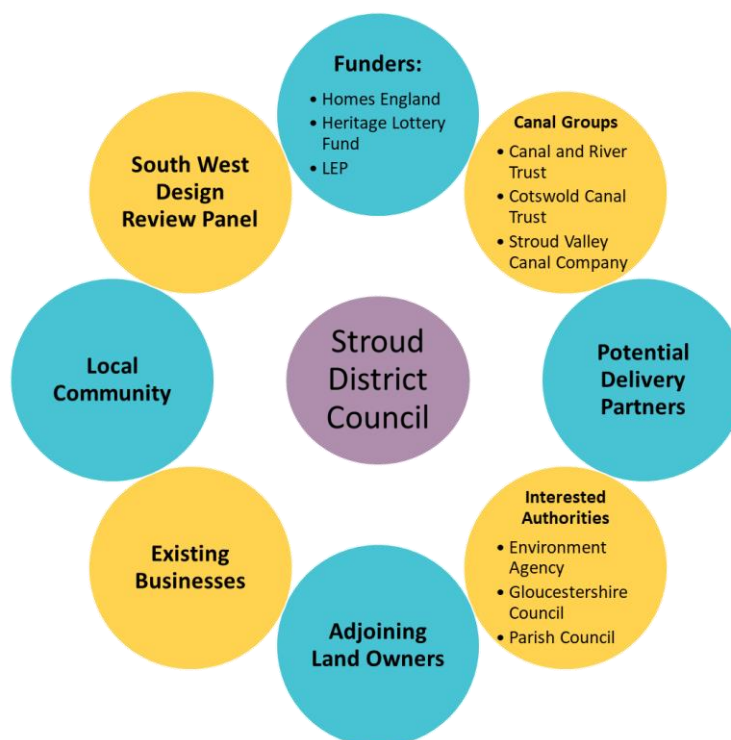 Funders:
• Homes England
• Heritage Lottery
Fund
• LEP
Canal Groups
• Canal and River
Trust
• Cotswold Canal
Trust
• Stroud Valley
Canal Company
Potential
Delivery
Partners
Interested
Authorities
• Environment
Agency
• Gloucestershire
Council
• Parish Council
Adjoining
Land Owners
Existing
Businesses
Local
Community
South West
Design
Review Panel
Stroud
District
Council